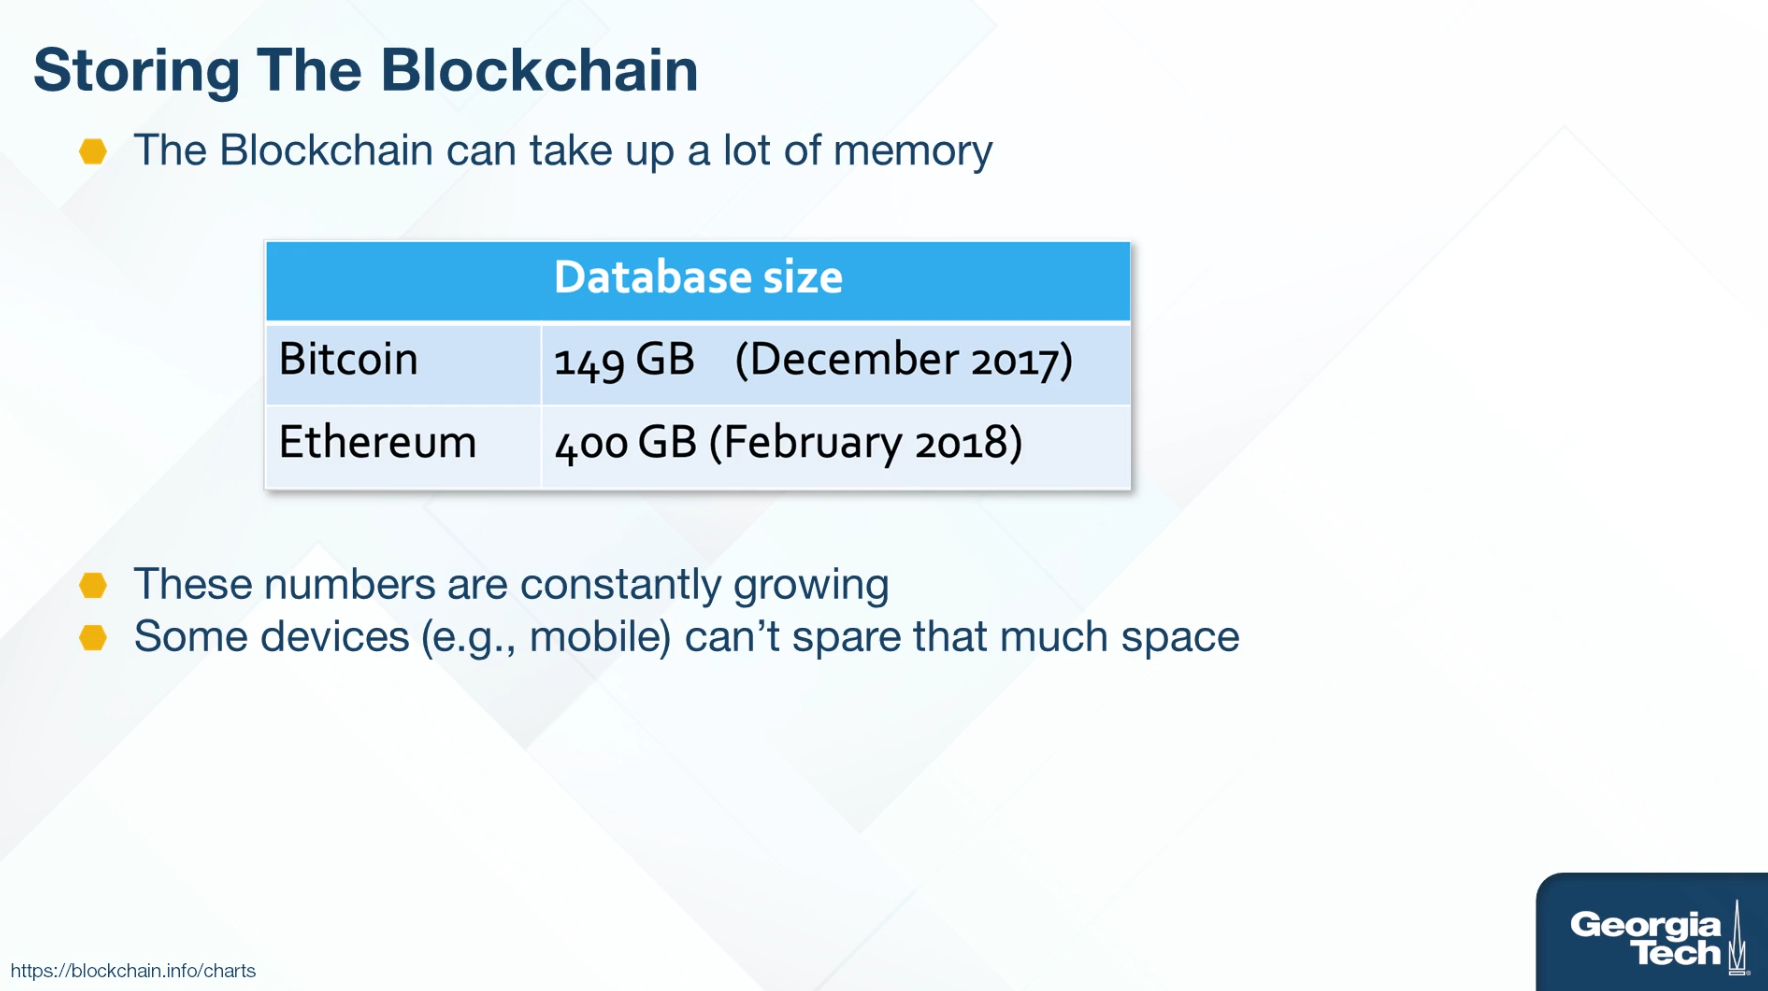 Storing The Blockchain
The Blockchain can take up a lot of memory
Database size
Bitcoin 149 GB (December 2017)
Ethereum 400 GB (February 2018)
These numbers are constantly growing
Some devices (e.g., mobile) can’t spare that much space
https://blockchain.info/charts
Georgia
Tech